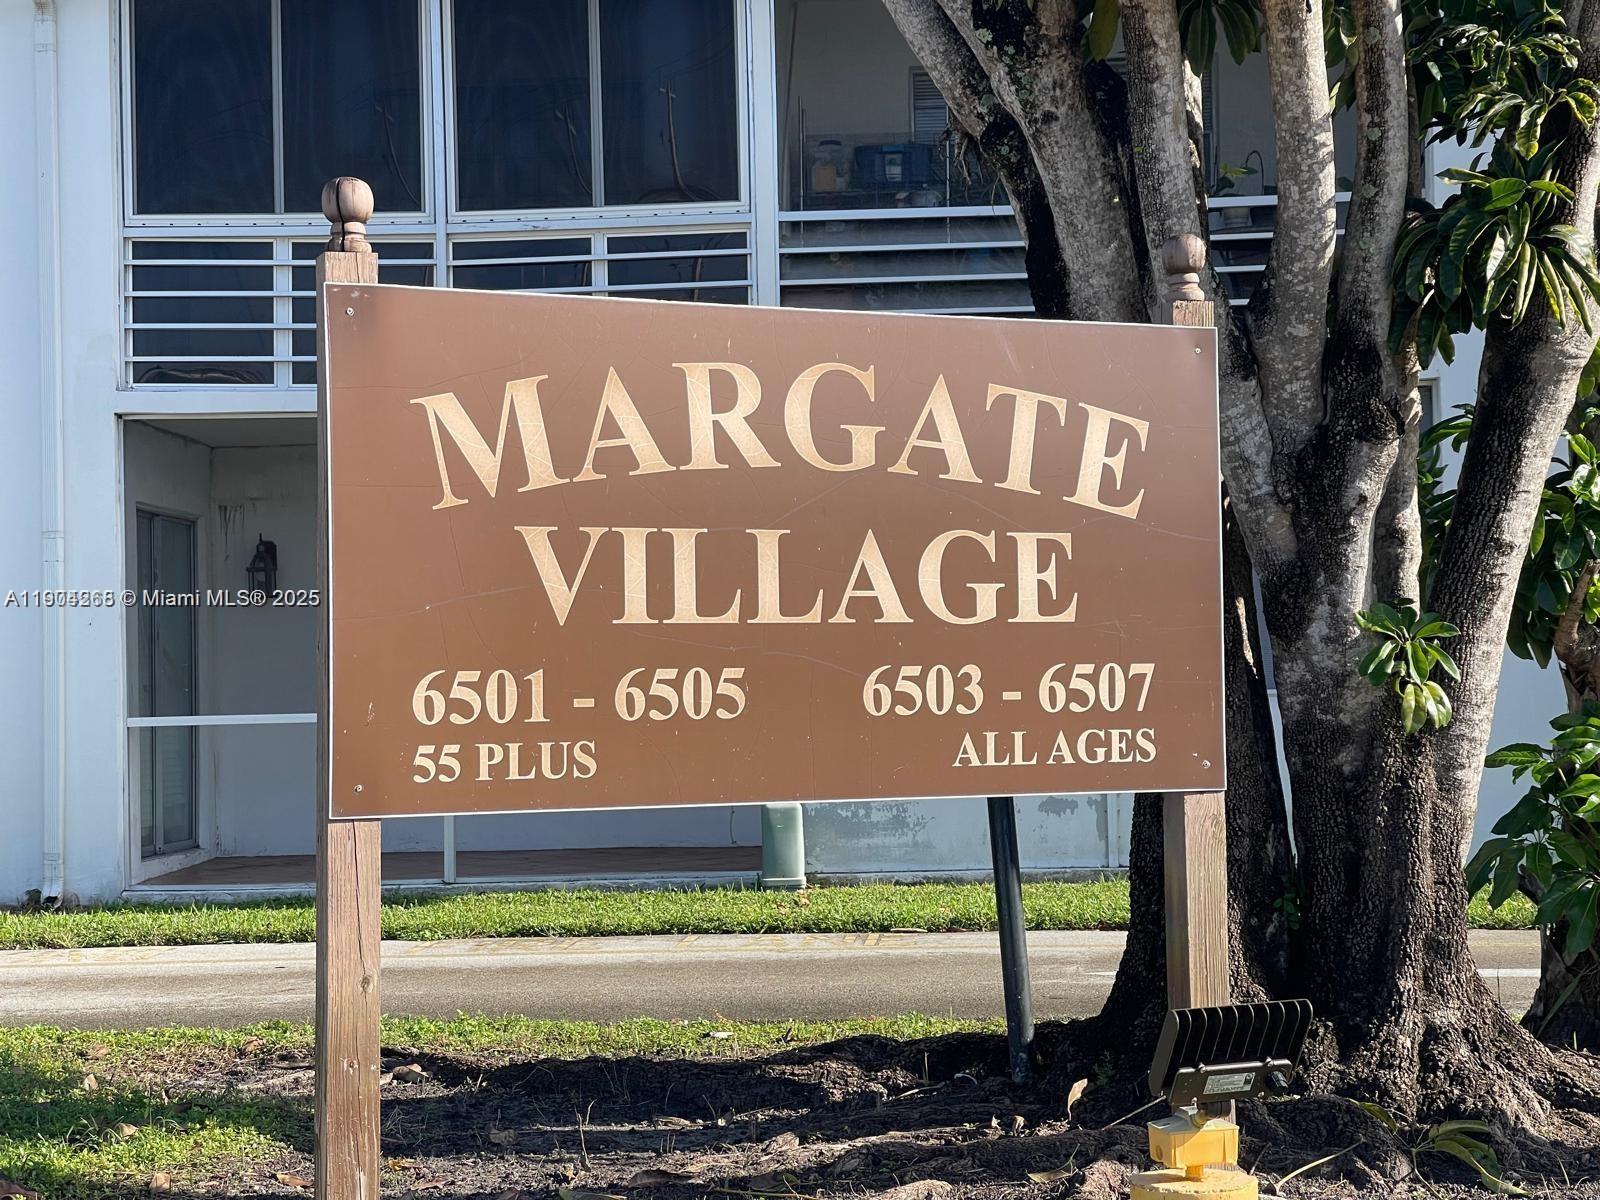 MARGATE
VILLAGE
6501 - 6505 6503 - 6507
55 PLUS ALL AGES
© Miami MLS® 2025